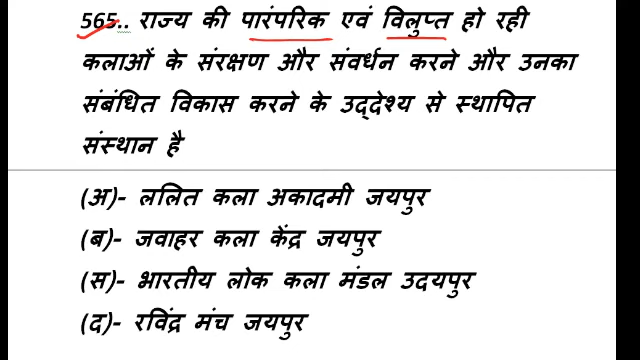 565.. राज्य की पारंपरिक एवं विलुप्त हो रही
कलाओं के संरक्षण और संवर्धन करने और उनका
संबंधित विकास करने के उद्देश्य से स्थापित
संस्थान है
(अ)- ललित कला अकादमी जयपुर
(ब)- जवाहर कला केंद्र जयपुर
(स)- भारतीय लोक कला मंडल उदयपुर
(द)- रविंद्र मंच जयपुर